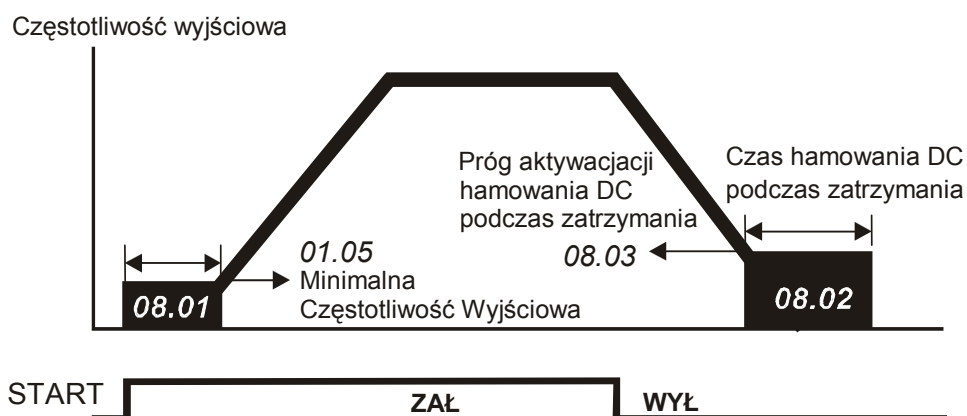 Częstotliwość wyjściowa
Próg aktywacjacji
hamowania DC
podczas zatrzymania
08.03
Czas hamowania DC
podczas zatrzymania
01.05
Minimalna
Częstotliwość Wyjściowa
08.01
08.02
START
ZAŁ
WYŁ